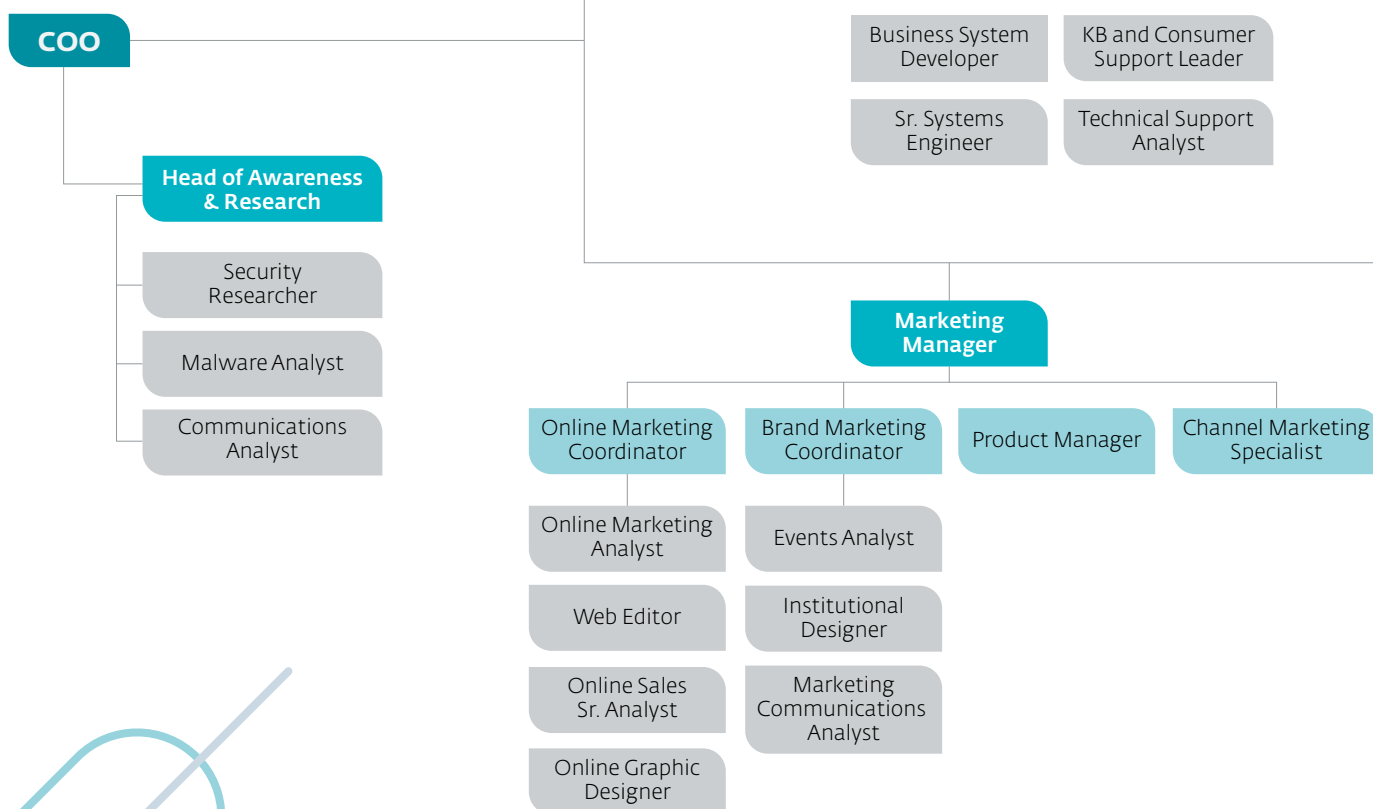 COO
Business System
Developer
KB and Consumer
Support Leader
Sr. Systems
Engineer
Technical Support
Analyst
Head of Awareness
& Research
Security
Researcher
Malware Analyst
Communications
Analyst
Marketing
Manager
Online Marketing
Coordinator
Brand Marketing
Coordinator
Product Manager
Channel Marketing
Specialist
Online Marketing
Analyst
Events Analyst
Web Editor
Institutional
Designer
Online Sales
Sr. Analyst
Marketing
Communications
Analyst
Online Graphic
Designer